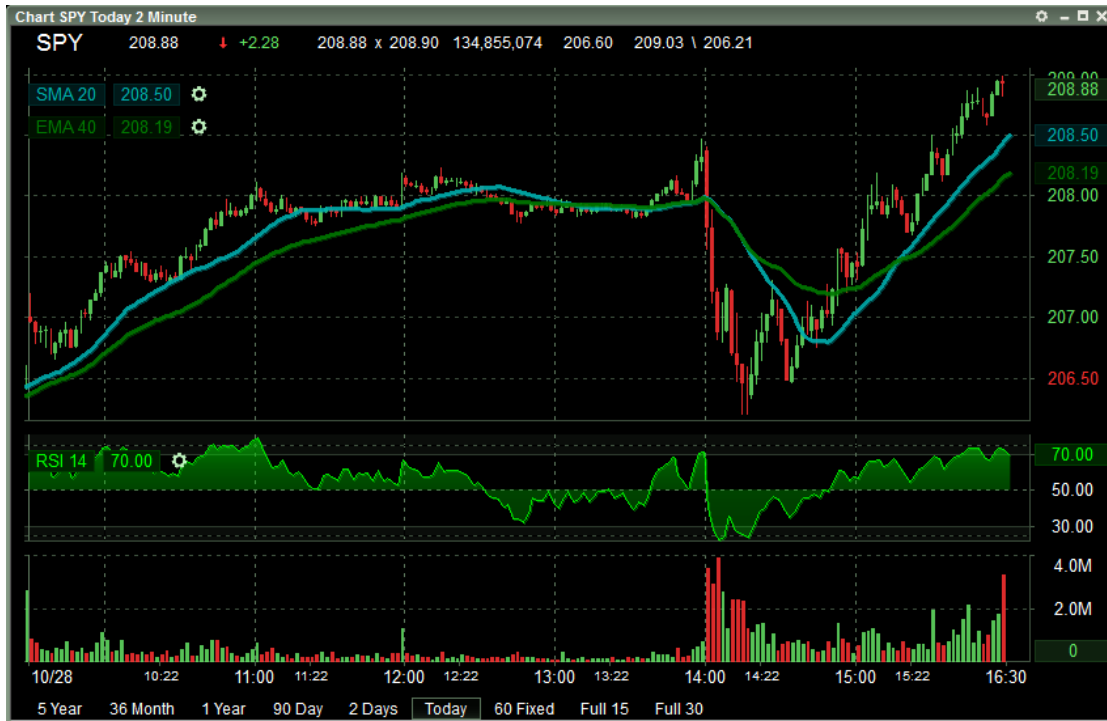 Chart SPY Today 2 Minute
SPY 208.88 +2.28 208.88 x 208.90 134,855,074 206.60 209.03 \ 206.21
209.00
208.88
SMA 20 208.50
EMA 40 208.19
208.50
208.19
208.00
207.50
207.00
206.50
RSI 14 70.00
70.00
50.00
30.00
4.0M
2.0M
0
10/28 10:22 11:00 11:22 12:00 12:22 13:00 13:22 14:00 14:22 15:00 15:22 16:30
5 Year 36 Month 1 Year 90 Day 2 Days Today 60 Fixed Full 15 Full 30